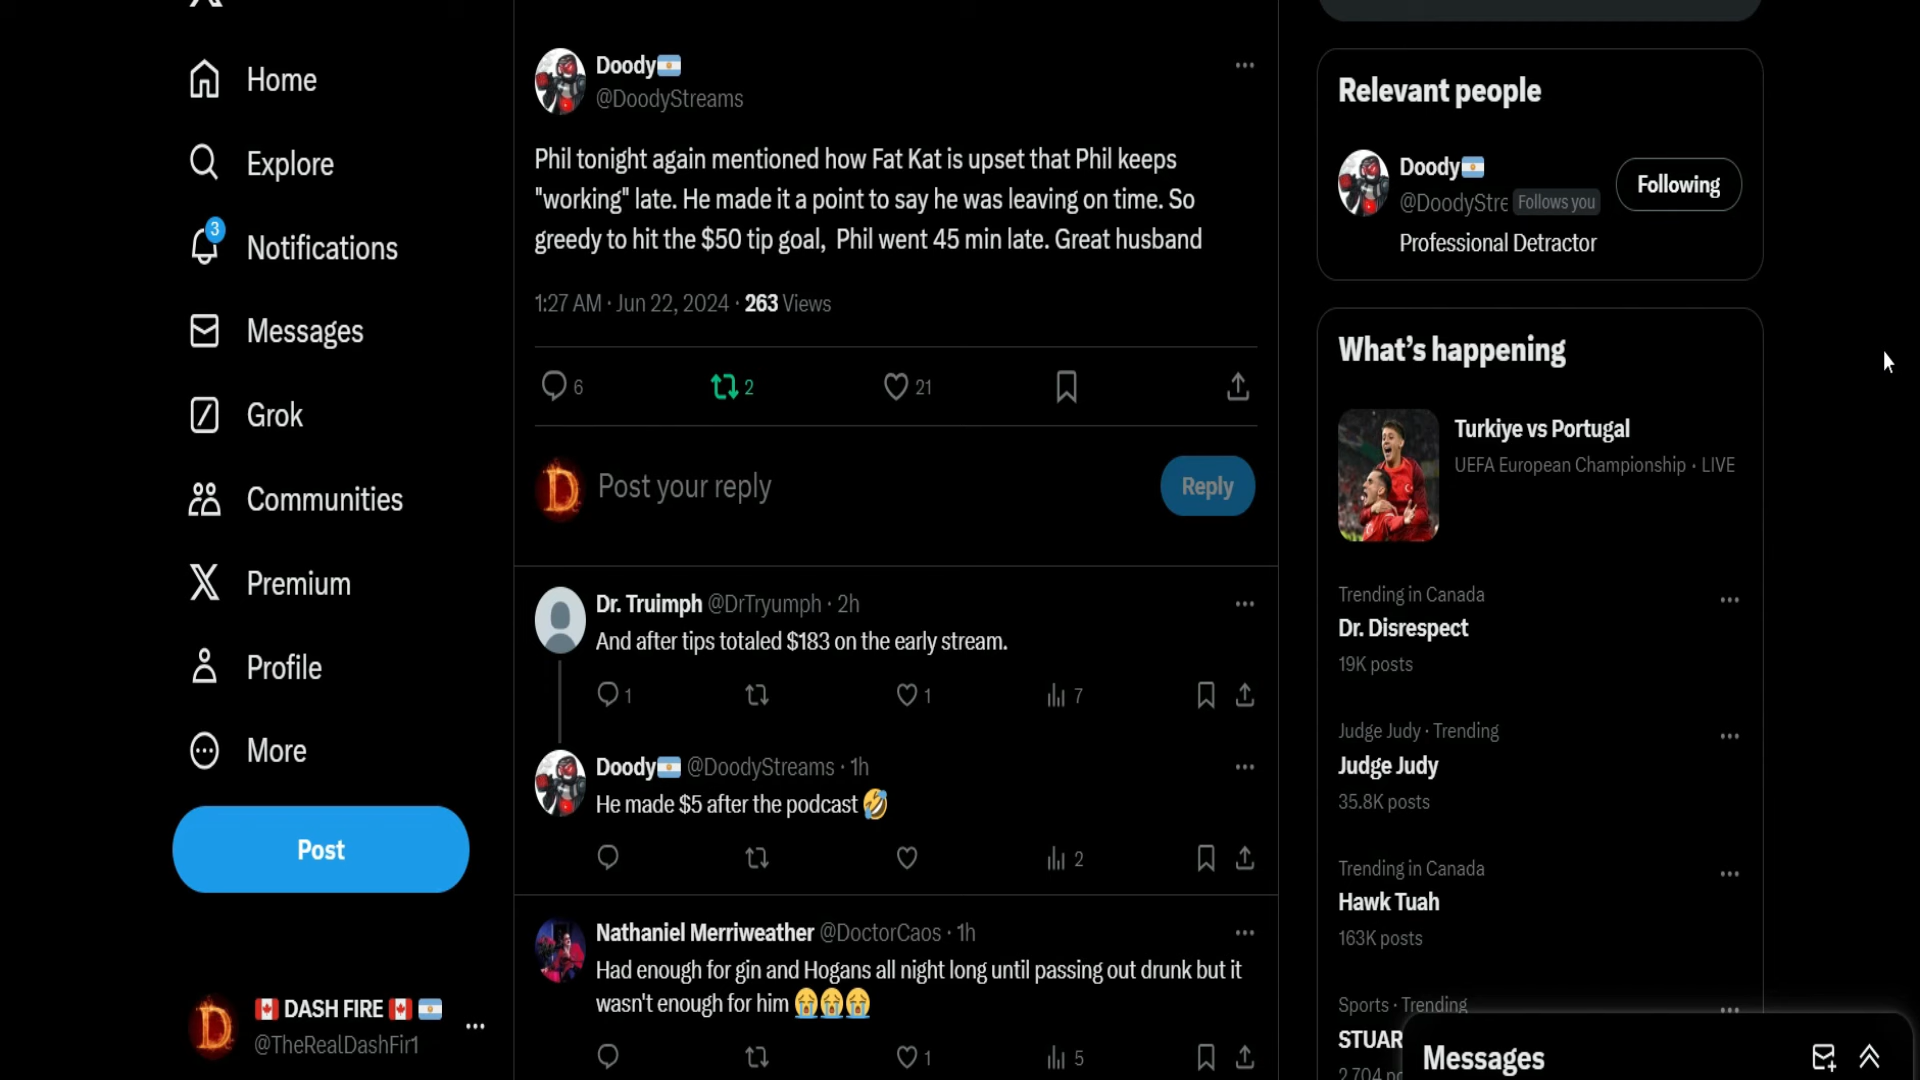 Home
Explore
3
Notifications
Messages
Grok
Communities
Premium
Profile
More
Post
DASH FIRE
@TheRealDashFir1
Doody
@DoodyStreams
Phil tonight again mentioned how Fat Kat is upset that Phil keeps
"working" late. He made it a point to say he was leaving on time. So
greedy to hit the $50 tip goal, Phil went 45 min late. Great husband
1:27 AM · Jun 22, 2024 · 263 Views
6 2 21
D Post your reply Reply
Dr. Truimph @DrTryumph · 2h
And after tips totaled $183 on the early stream.
1 1 7
Doody @DoodyStreams · 1h
He made $5 after the podcast 🤣
2
Nathaniel Merriweather @DoctorCaos · 1h
Had enough for gin and Hogans all night long until passing out drunk but it
wasn't enough for him 😭😭😭
1 5
Relevant people
Doody
@DoodyStre Follows you
Following
Professional Detractor
What's happening
Turkiye vs Portugal
UEFA European Championship · LIVE
Trending in Canada
Dr. Disrespect
19K posts
Judge Judy · Trending
Judge Judy
35.8K posts
Trending in Canada
Hawk Tuah
163K posts
Sports · Trending
STUAR
2,704 po
Messages